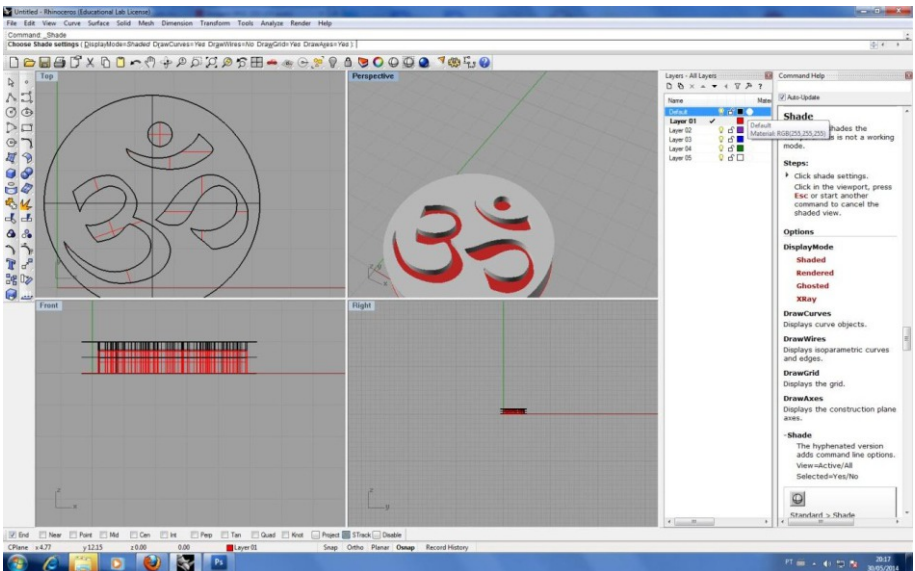 Untitled - Rhinoceros (Educational Lab License)
File Edit View Curve Surface Solid Mesh Dimension Transform Tools Analyze Render Help
Command: _Shade
Choose Shade settings ( DisplayMode=Shaded DrawCurves=Yes DrawWires=No DrawGrid=Yes DrawAxes=Yes ):
Top
Perspective
Front
Right
z
x
z
y
Layers - All Layers
Name Mate
Default
Layer 01
Layer 02
Layer 03
Layer 04
Layer 05
Default
Material: RGB(255,255,255)
Command Help
Auto-Update
Shade
shades the
is not a working
mode.
Steps:
Click shade settings.
Click in the viewport, press
Esc or start another
command to cancel the
shaded view.
Options
DisplayMode
Shaded
Rendered
Ghosted
XRay
DrawCurves
Displays curve objects.
DrawWires
Displays isoparametric curves
and edges.
DrawGrid
Displays the grid.
DrawAxes
Displays the construction plane
axes.
-Shade
The hyphenated version
adds command line options.
View=Active/All
Selected=Yes/No
Standard > Shade
End Near Point Mid Cen Int Perp Tan Quad Knot Project STrack Disable
CPlane x 4.77 y 12.15 z 0.00 0.00 Layer 01 Snap Ortho Planar Osnap Record History
Ps
PT
20:17
30/05/2014